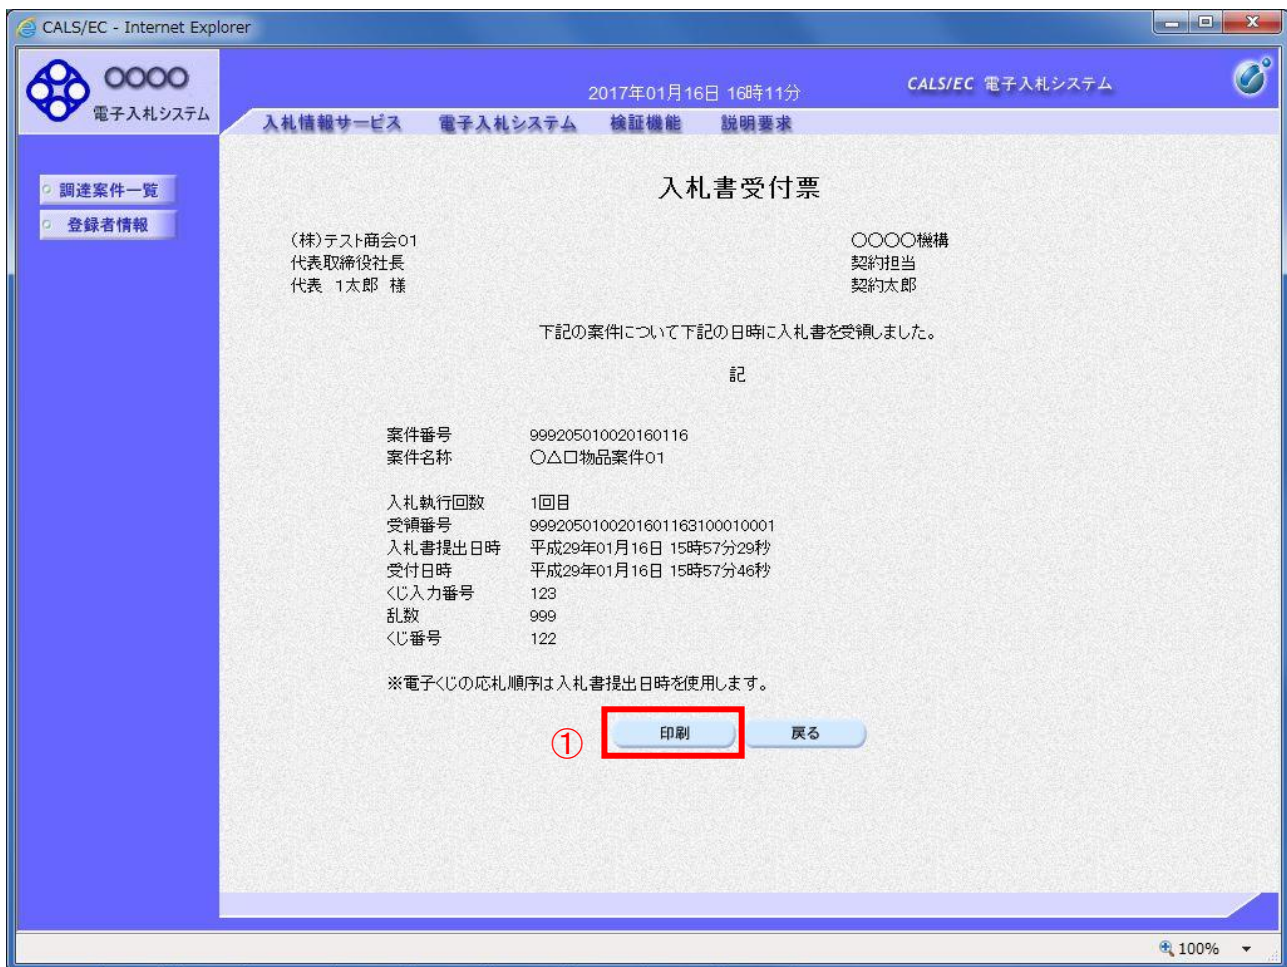 CALS/EC - Internet Explorer
○○○○
電子入札システム
2017年01月16日 16時11分
CALS/EC 電子入札システム
入札情報サービス 電子入札システム 検証機能 説明要求
調達案件一覧
登録者情報
入札書受付票
(株)テスト商会01
代表取締役社長
代表 1太郎 様
○○○○機構
契約担当
契約太郎
下記の案件について下記の日時に入札書を受領しました。
記
案件番号 999205010020160116
案件名称 ○△□物品案件01
入札執行回数 1回目
受領番号 9992050100201601163100010001
入札書提出日時 平成29年01月16日 15時57分29秒
受付日時 平成29年01月16日 15時57分46秒
くじ入力番号 123
乱数 999
くじ番号 122
※電子くじの応札順序は入札書提出日時を使用します。
① 印刷 戻る
100%